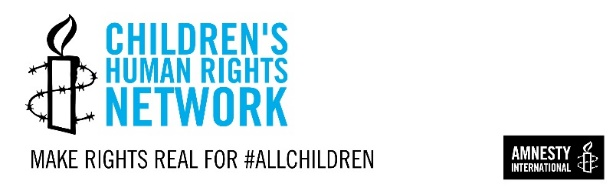 CHILDREN'S
HUMAN RIGHTS
NETWORK
MAKE RIGHTS REAL FOR #ALLCHILDREN
AMNESTY
INTERNATIONAL